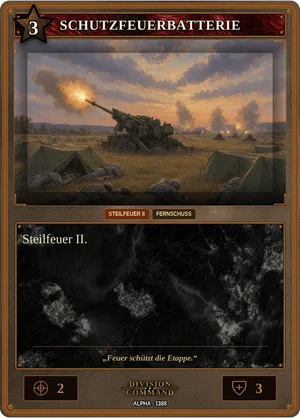 3
SCHUTZFEUERBATTERIE
STEILFEUER II
FERNSCHUSS
Steilfeuer II.
„Feuer schützt die Etappe.“
2
DIVISION
COMMAND
3
ALPHA - 1388